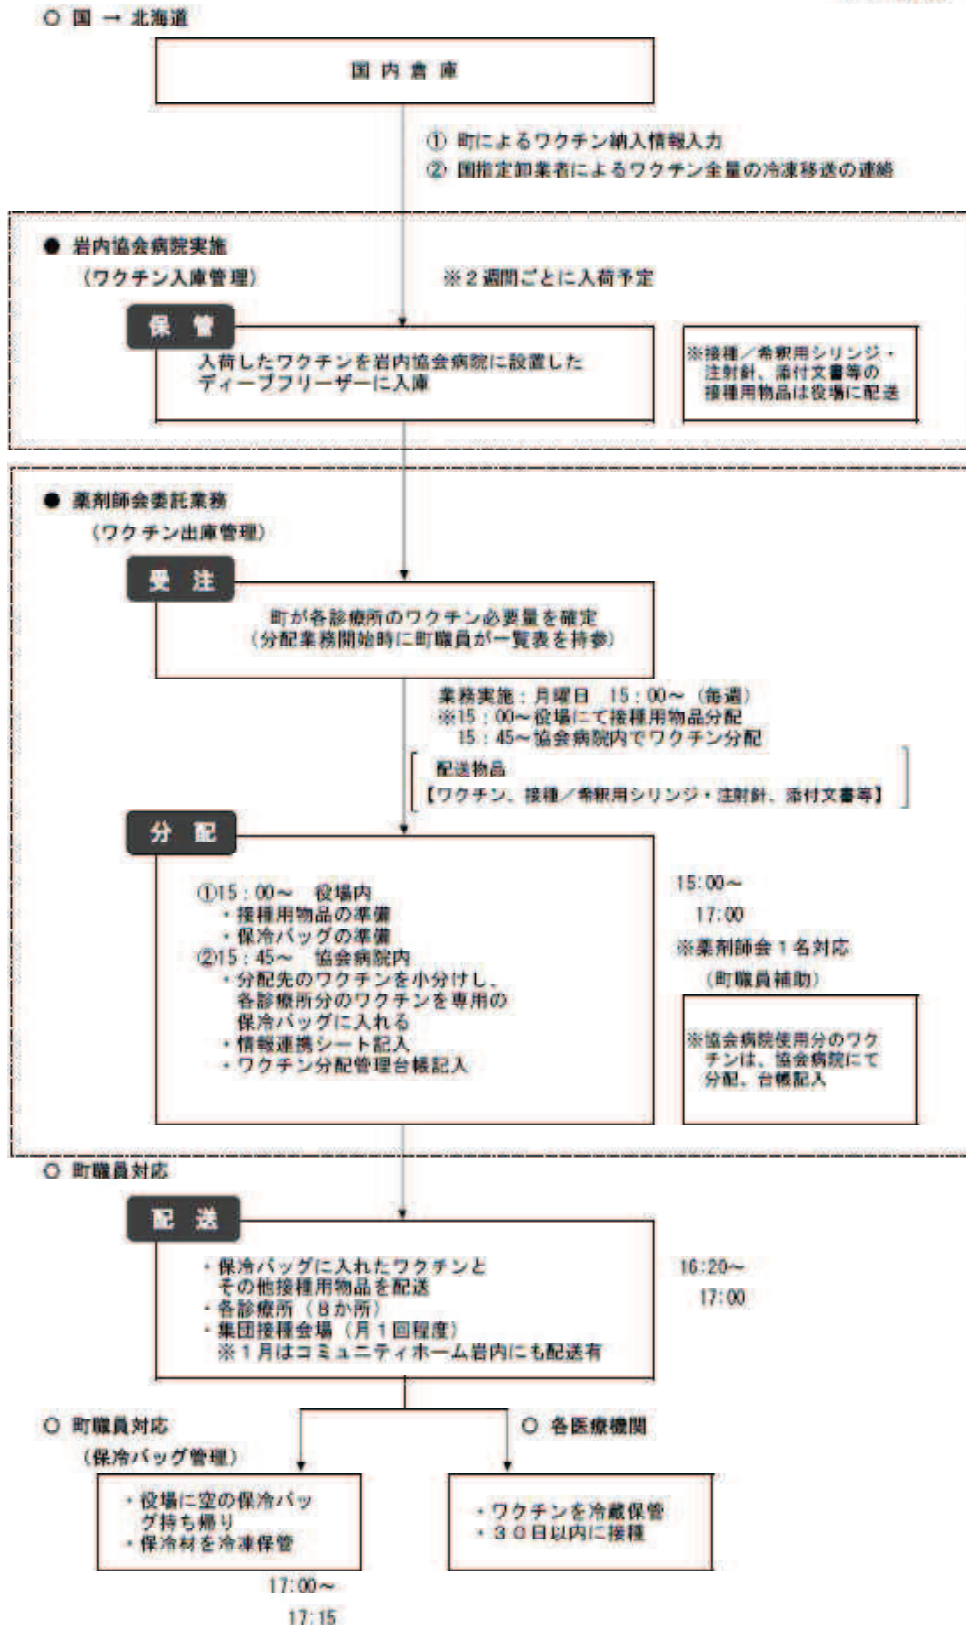 ○ 国 → 北海道
国 内 倉 庫
① 町によるワクチン納入情報入力
② 国指定卸業者によるワクチン全量の冷凍移送の連絡
● 岩内協会病院実施
（ワクチン入庫管理）
※２週間ごとに入荷予定
保 管
入荷したワクチンを岩内協会病院に設置した
ディープフリーザーに入庫
※接種／希釈用シリンジ・
注射針、添付文書等の
接種用物品は役場に配送
● 薬剤師会委託業務
（ワクチン出庫管理）
受 注
町が各診療所のワクチン必要量を確定
（分配業務開始時に町職員が一覧表を持参）
業務実施：月曜日 15：00～（毎週）
※15：00～役場にて接種用物品分配
15：45～協会病院内でワクチン分配
配送物品
【ワクチン、接種／希釈用シリンジ・注射針、添付文書等】
分 配
①15：00～ 役場内
・接種用物品の準備
・保冷バッグの準備
②15：45～ 協会病院内
・分配先のワクチンを小分けし、
各診療所分のワクチンを専用の
保冷バッグに入れる
・情報連携シート記入
・ワクチン分配管理台帳記入
15:00～
17:00
※薬剤師会１名対応
（町職員補助）
※協会病院使用分のワク
チンは、協会病院にて
分配、台帳記入
○ 町職員対応
配 送
・保冷バッグに入れたワクチンと
その他接種用物品を配送
・各診療所（８か所）
・集団接種会場（月１回程度）
※１月はコミュニティホーム岩内にも配送有
16:20～
17:00
○ 町職員対応
（保冷バッグ管理）
・役場に空の保冷バッ
グ持ち帰り
・保冷材を冷凍保管
17:00～
17:15
○ 各医療機関
・ワクチンを冷蔵保管
・３０日以内に接種